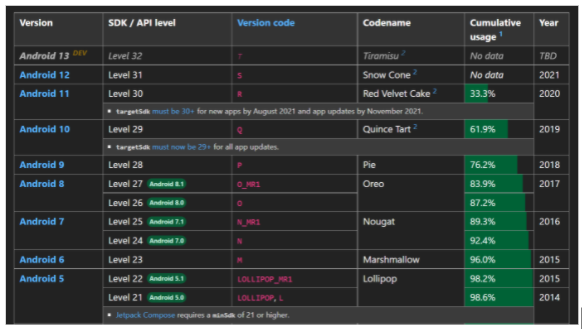 Version SDK / API level Version code Codename Cumulative usage 1 Year
Android 13 DEV Level 32 T Tiramisu 2 No data TBD
Android 12 Level 31 S Snow Cone 2 No data 2021
Android 11 Level 30 R Red Velvet Cake 2 33.3% 2020
• targetSdk must be 30+ for new apps by August 2021 and app updates by November 2021.
Android 10 Level 29 Q Quince Tart 2 61.9% 2019
• targetSdk must now be 29+ for all app updates.
Android 9 Level 28 P Pie 76.2% 2018
Android 8 Level 27 Android 8.1 O_MR1 Oreo 83.9% 2017
Level 26 Android 8.0 O 87.2%
Android 7 Level 25 Android 7.1 N_MR1 Nougat 89.3% 2016
Level 24 Android 7.0 N 92.4%
Android 6 Level 23 M Marshmallow 96.0% 2015
Android 5 Level 22 Android 5.1 LOLLIPOP_MR1 Lollipop 98.2% 2015
Level 21 Android 5.0 LOLLIPOP, L 98.6% 2014
• Jetpack Compose requires a minSdk of 21 or higher.